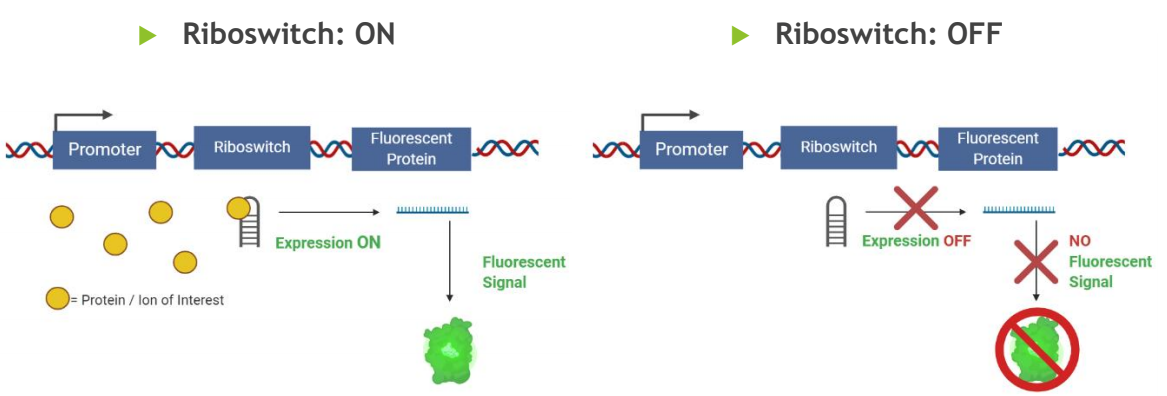 Riboswitch: ON
Promoter
Riboswitch
Fluorescent
Protein
Expression ON
Fluorescent
Signal
= Protein / Ion of Interest
Riboswitch: OFF
Promoter
Riboswitch
Fluorescent
Protein
Expression OFF
NO
Fluorescent
Signal